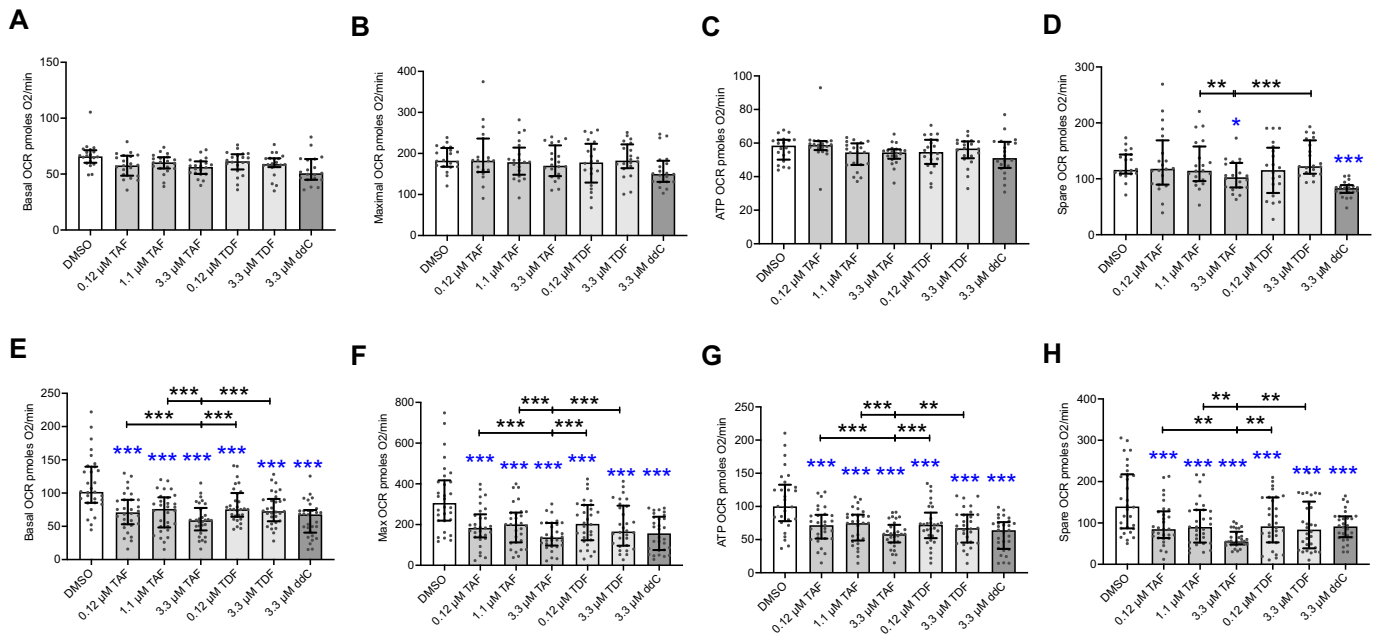 A
Basal OCR pmoles O2/min
150
100
50
0
DMSO
0.12 µM TAF
1.1 µM TAF
3.3 µM TAF
0.12 µM TDF
3.3 µM TDF
3.3 µM ddC
B
Maximal OCR pmoles O2/mini
400
300
200
100
0
DMSO
0.12 µM TAF
1.1 µM TAF
3.3 µM TAF
0.12 µM TDF
3.3 µM TDF
3.3 µM ddC
C
ATP OCR pmoles O2/min
100
80
60
40
20
0
DMSO
0.12 µM TAF
1.1 µM TAF
3.3 µM TAF
0.12 µM TDF
3.3 µM TDF
3.3 µM ddC
D
Spare OCR pmoles O2/min
300
200
100
0
** ***
*
***
DMSO
0.12 µM TAF
1.1 µM TAF
3.3 µM TAF
0.12 µM TDF
3.3 µM TDF
3.3 µM ddC
E
Basal OCR pmoles O2/min
250
200
150
100
50
0
*** ***
*** ***
*** *** *** *** *** ***
DMSO
0.12 µM TAF
1.1 µM TAF
3.3 µM TAF
0.12 µM TDF
3.3 µM TDF
3.3 µM ddC
F
Max OCR pmoles O2/min
800
600
400
200
0
*** ***
*** ***
*** *** *** *** *** ***
DMSO
0.12 µM TAF
1.1 µM TAF
3.3 µM TAF
0.12 µM TDF
3.3 µM TDF
3.3 µM ddC
G
ATP OCR pmoles O2/min
250
200
150
100
50
0
*** **
*** ***
*** *** *** *** *** ***
DMSO
0.12 µM TAF
1.1 µM TAF
3.3 µM TAF
0.12 µM TDF
3.3 µM TDF
3.3 µM ddC
H
Spare OCR pmoles O2/min
400
300
200
100
0
** **
** **
*** *** *** *** *** ***
DMSO
0.12 µM TAF
1.1 µM TAF
3.3 µM TAF
0.12 µM TDF
3.3 µM TDF
3.3 µM ddC